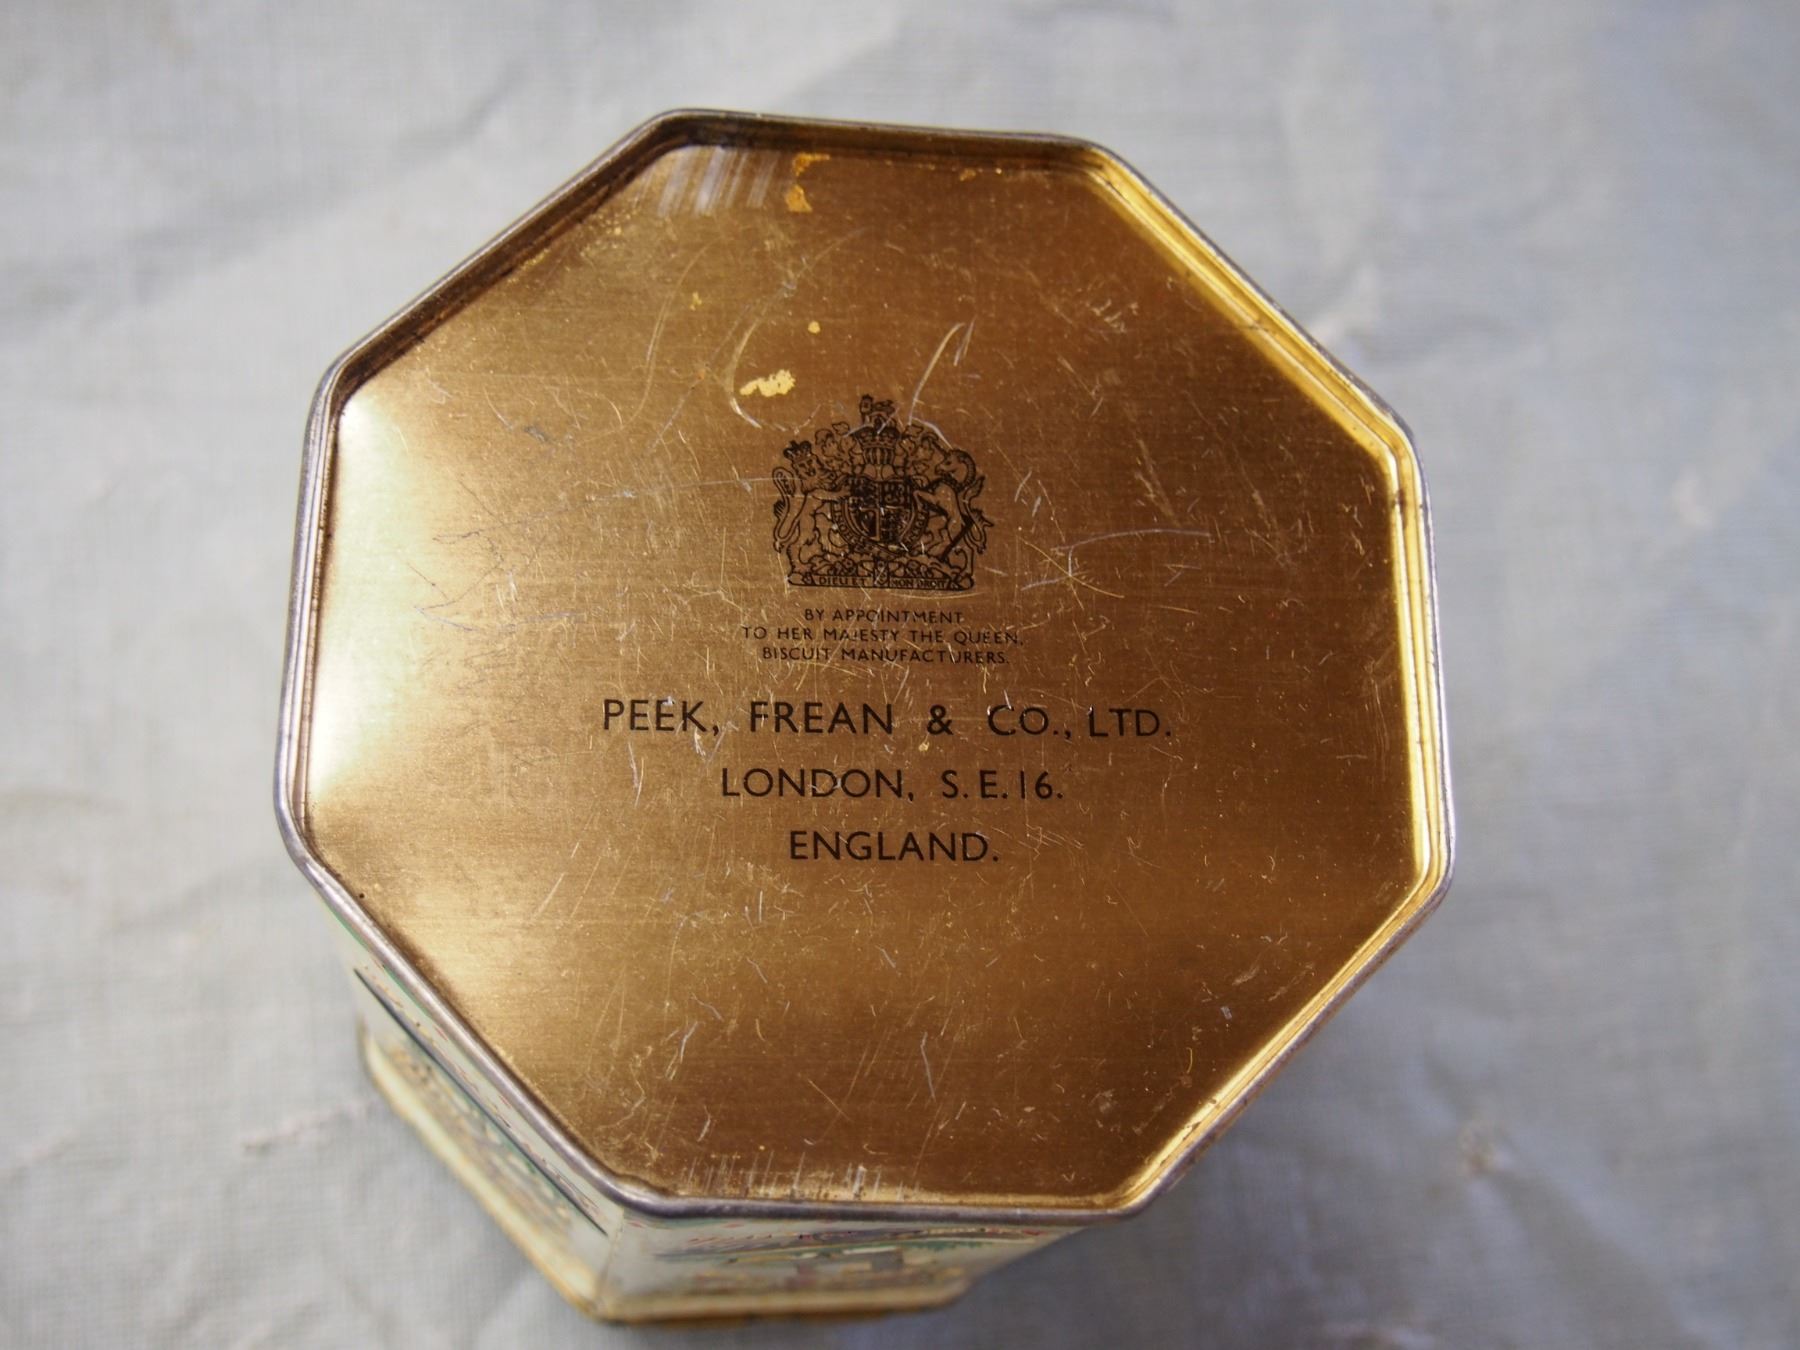 DIEU ET MON DROIT
BY APPOINTMENT
TO HER MAJESTY THE QUEEN,
BISCUIT MANUFACTURERS.
PEEK, FREAN & CO., LTD.
LONDON, S.E.16.
ENGLAND.